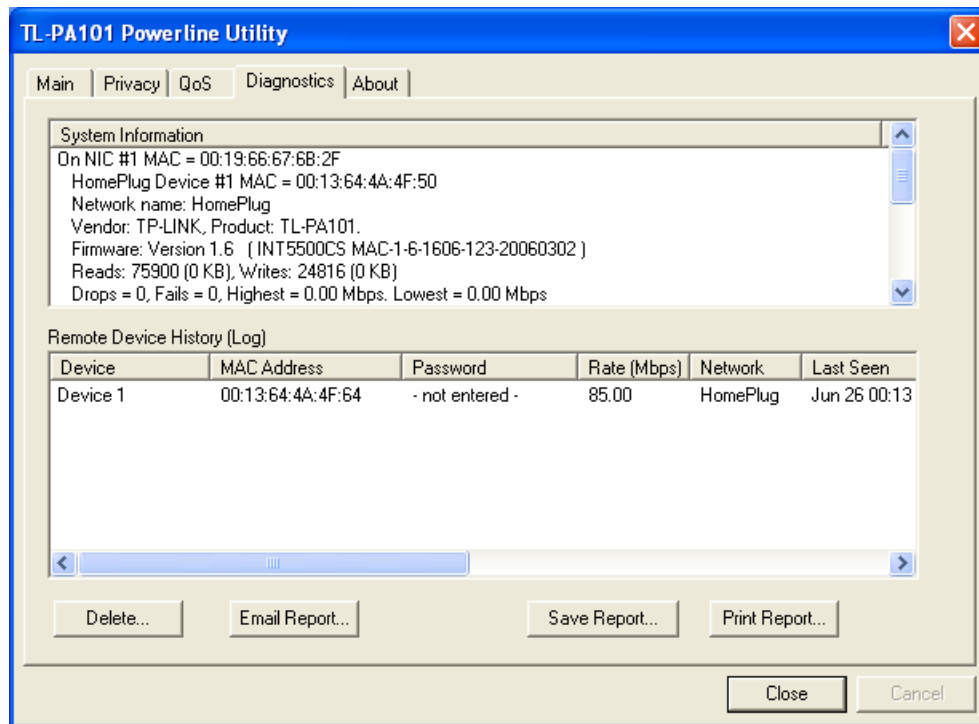 TL-PA101 Powerline Utility
Main Privacy QoS Diagnostics About
System Information
On NIC #1 MAC = 00:19:66:67:6B:2F
HomePlug Device #1 MAC = 00:13:64:4A:4F:50
Network name: HomePlug
Vendor: TP-LINK, Product: TL-PA101.
Firmware: Version 1.6 ( INT5500CS MAC-1-6-1606-123-20060302 )
Reads: 75900 (0 KB), Writes: 24816 (0 KB)
Drops = 0, Fails = 0, Highest = 0.00 Mbps. Lowest = 0.00 Mbps
Remote Device History (Log)
Device MAC Address Password Rate (Mbps) Network Last Seen
Device 1 00:13:64:4A:4F:64 - not entered - 85.00 HomePlug Jun 26 00:13
Delete... Email Report... Save Report... Print Report...
Close Cancel